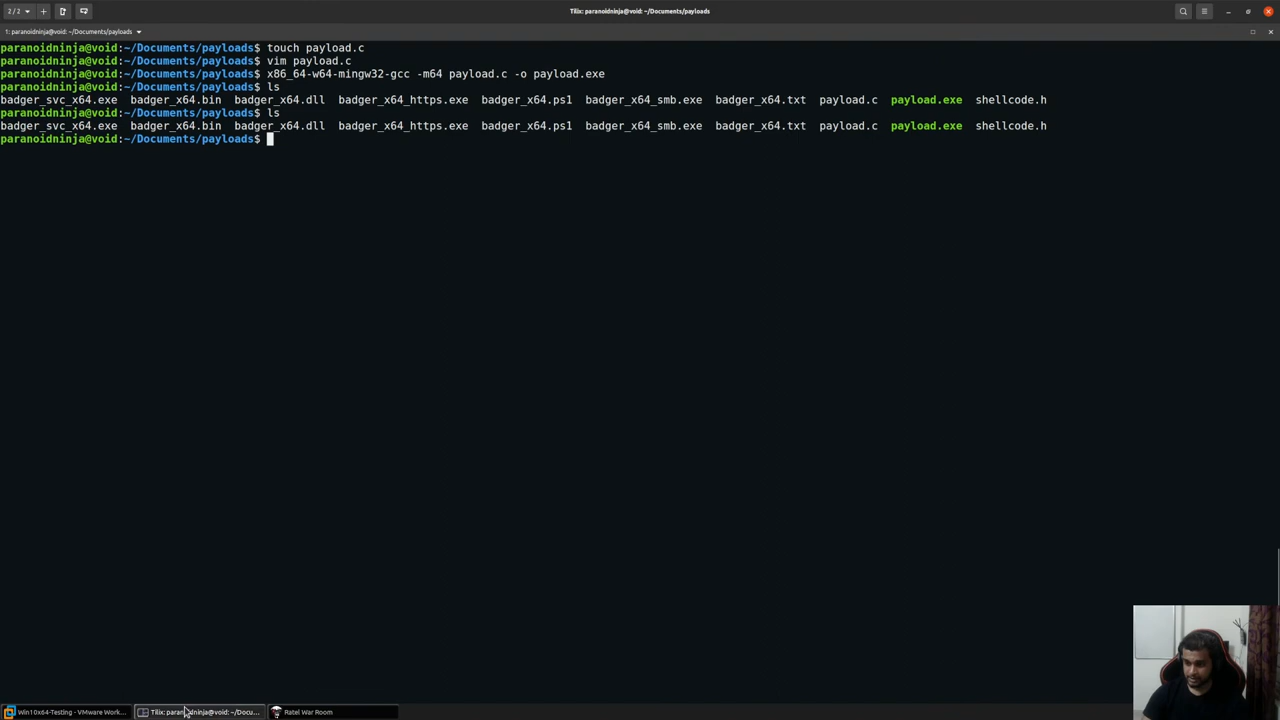 2/2
Tilix: paranoidninja@void: ~/Documents/payloads
1: paranoidninja@void: ~/Documents/payloads
paranoidninja@void:~/Documents/payloads$ touch payload.c
paranoidninja@void:~/Documents/payloads$ vim payload.c
paranoidninja@void:~/Documents/payloads$ x86_64-w64-mingw32-gcc -m64 payload.c -o payload.exe
paranoidninja@void:~/Documents/payloads$ ls
badger_svc_x64.exe badger_x64.bin badger_x64.dll badger_x64_https.exe badger_x64.ps1 badger_x64_smb.exe badger_x64.txt payload.c payload.exe shellcode.h
paranoidninja@void:~/Documents/payloads$ ls
badger_svc_x64.exe badger_x64.bin badger_x64.dll badger_x64_https.exe badger_x64.ps1 badger_x64_smb.exe badger_x64.txt payload.c payload.exe shellcode.h
paranoidninja@void:~/Documents/payloads$
Win10x64-Testing - VMware Work... Tilix: paranoidninja@void: ~/Docu... Ratel War Room